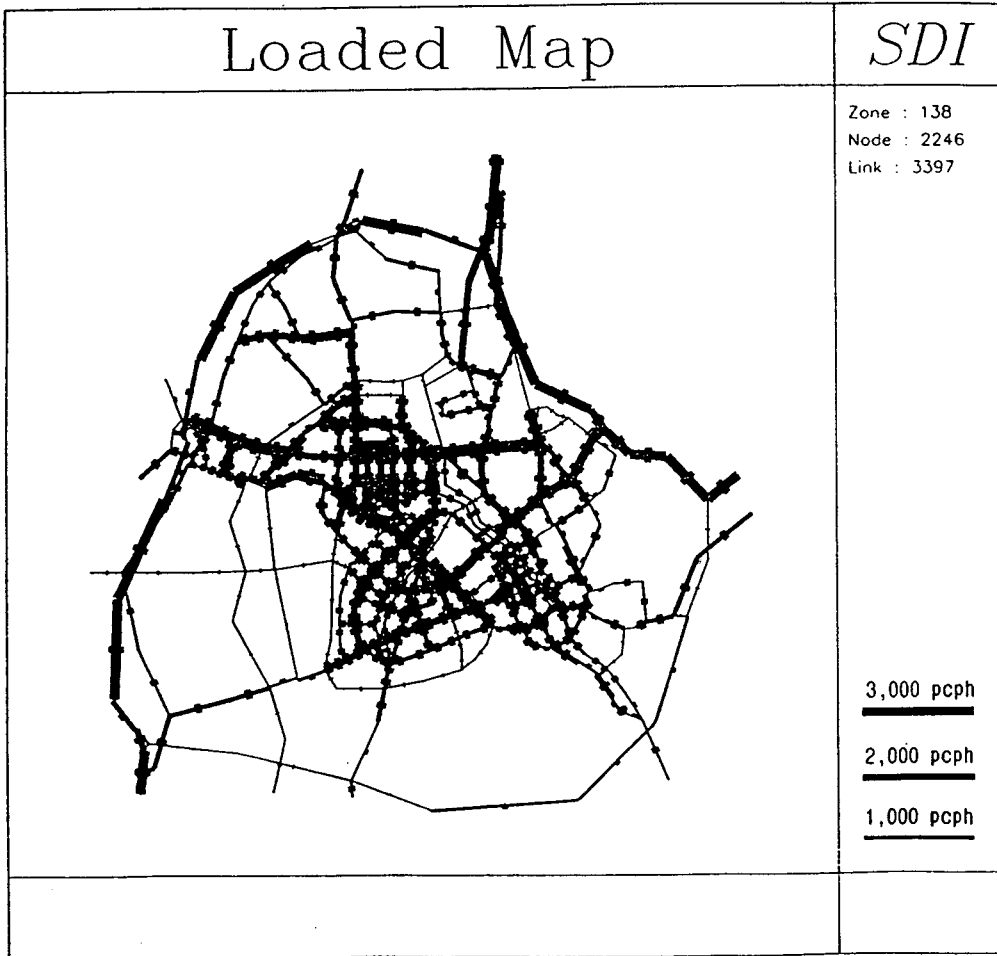 Loaded Map
SDI
Zone : 138
Node : 2246
Link : 3397
3,000 pcph
2,000 pcph
1,000 pcph